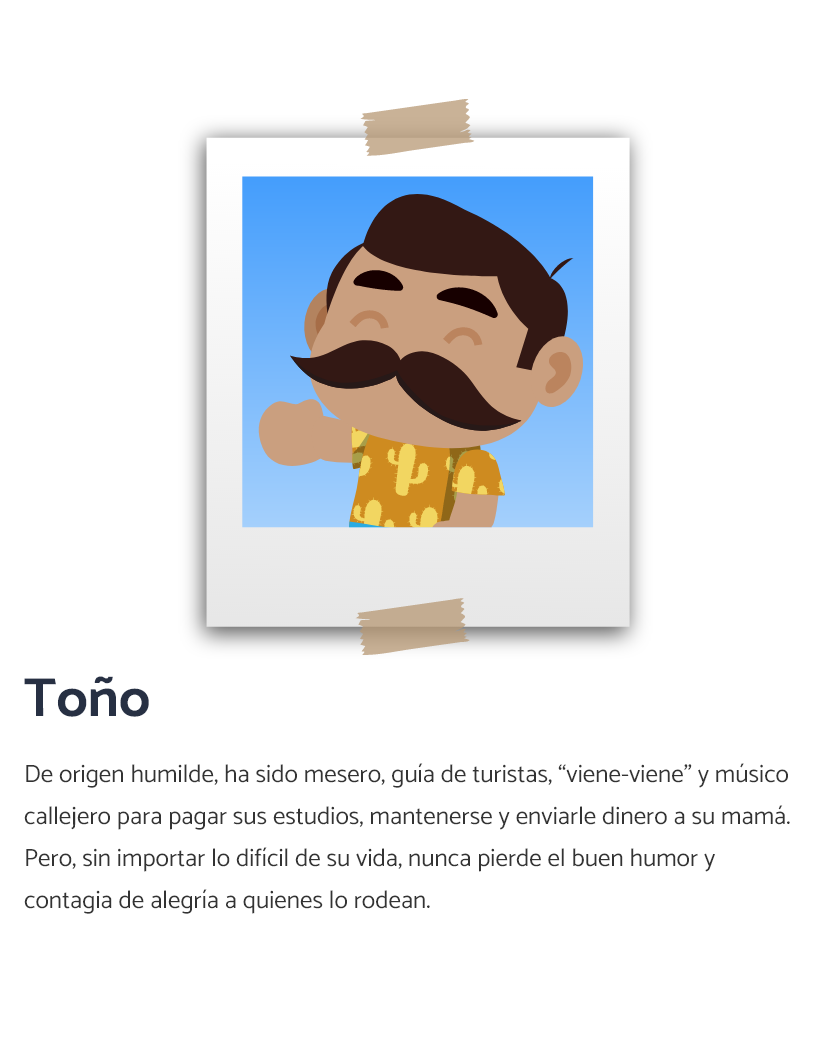 Toño
De origen humilde, ha sido mesero, guía de turistas, “viene-viene” y músico
callejero para pagar sus estudios, mantenerse y enviarle dinero a su mamá.
Pero, sin importar lo difícil de su vida, nunca pierde el buen humor y
contagia de alegría a quienes lo rodean.